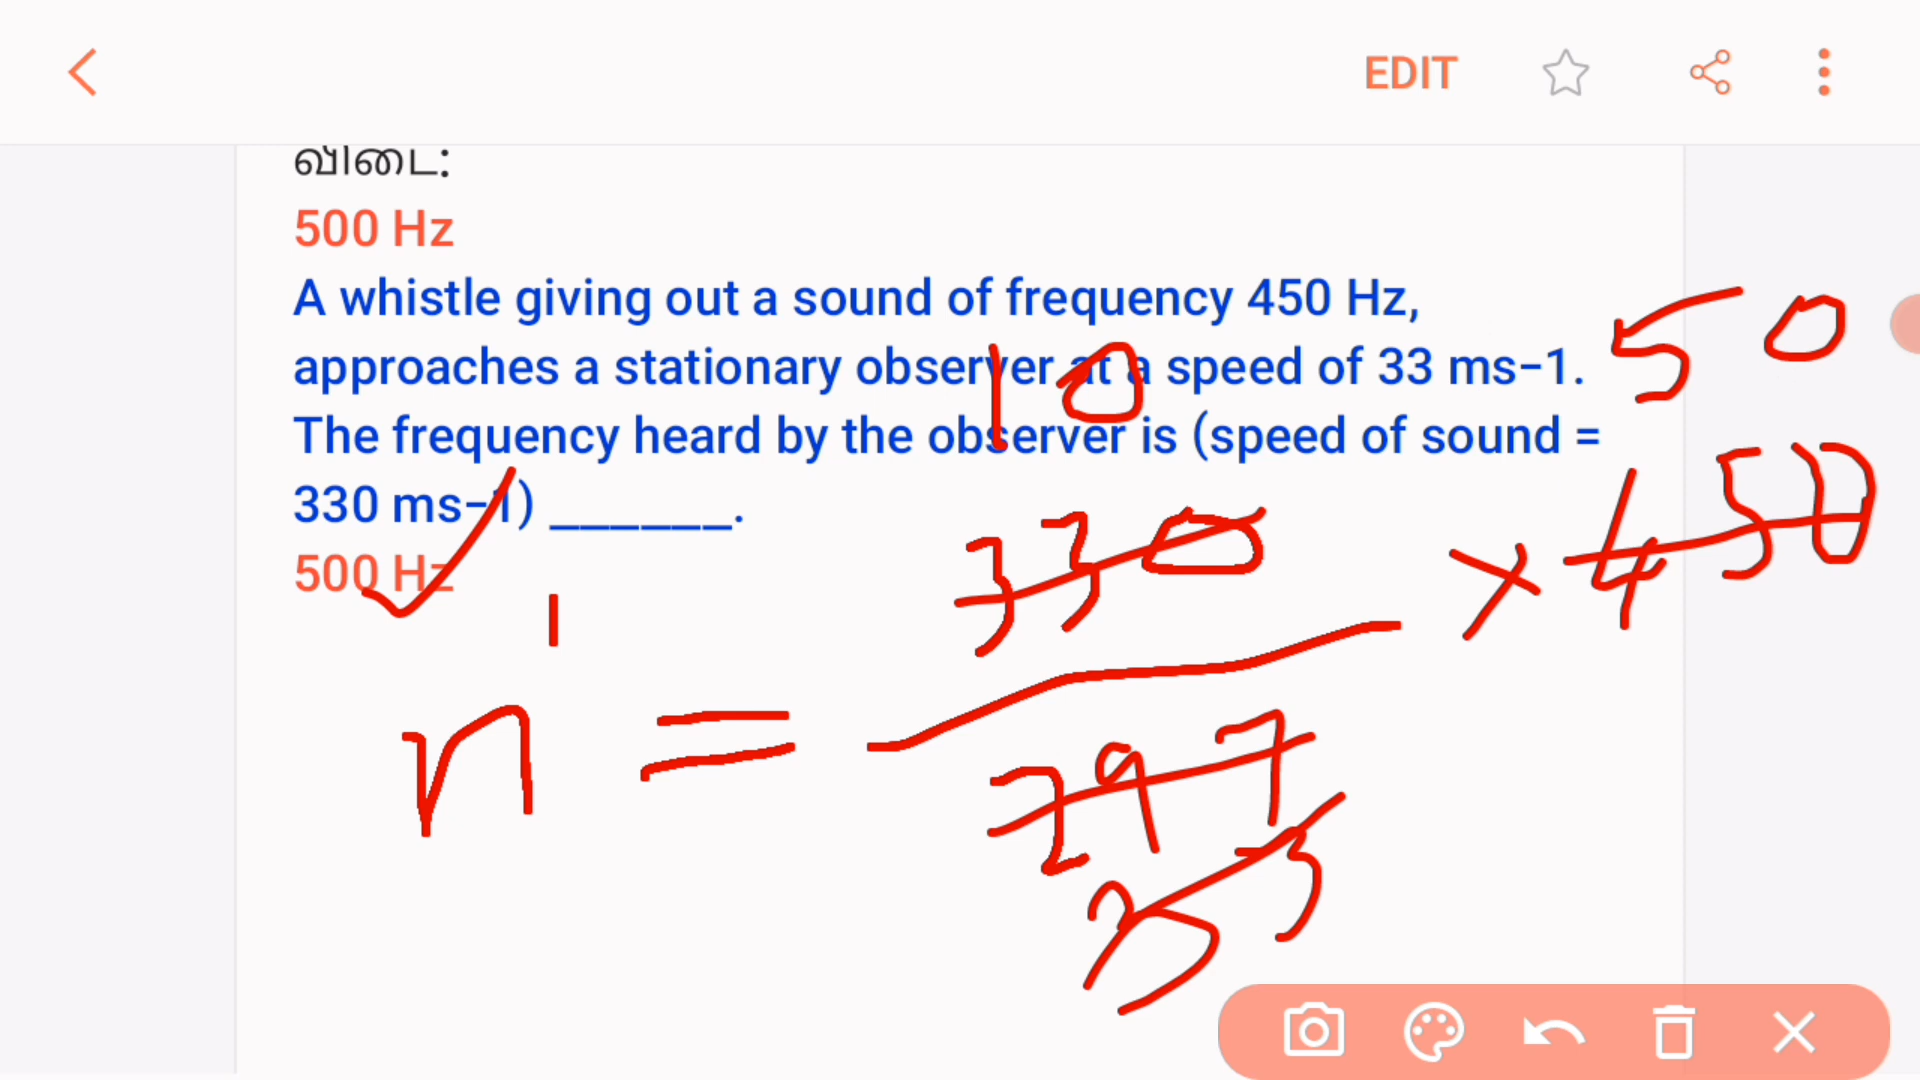 EDIT
விடை:
500 Hz
A whistle giving out a sound of frequency 450 Hz,
approaches a stationary observer at a speed of 33 ms−1.
The frequency heard by the observer is (speed of sound =
330 ms−1) ______.
500 Hz
10
50
330
× 450
n' =
297